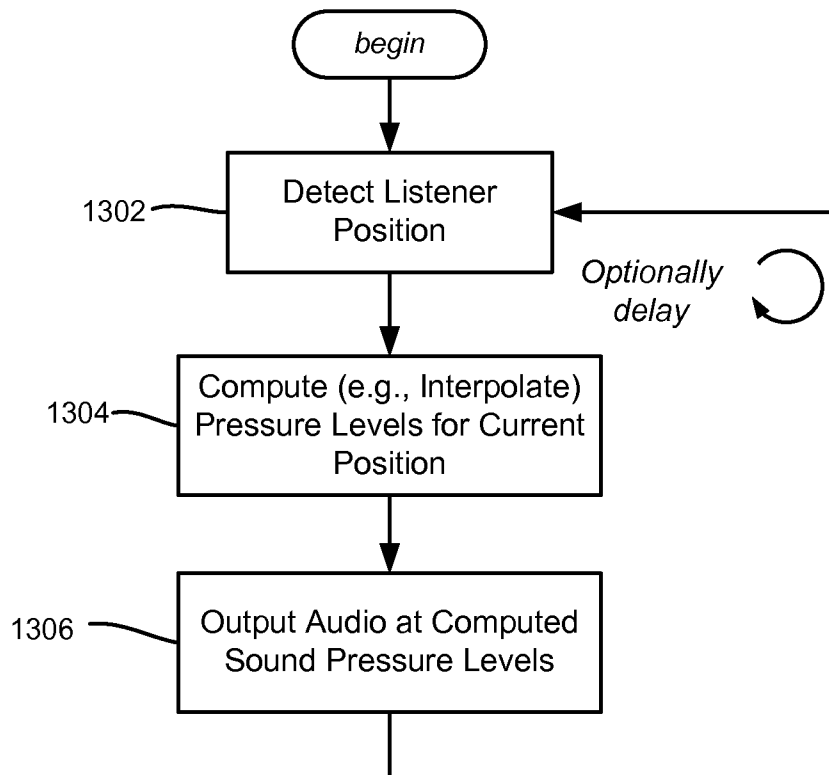 begin
1302
Detect Listener
Position
Optionally
delay
1304
Compute (e.g., Interpolate)
Pressure Levels for Current
Position
1306
Output Audio at Computed
Sound Pressure Levels